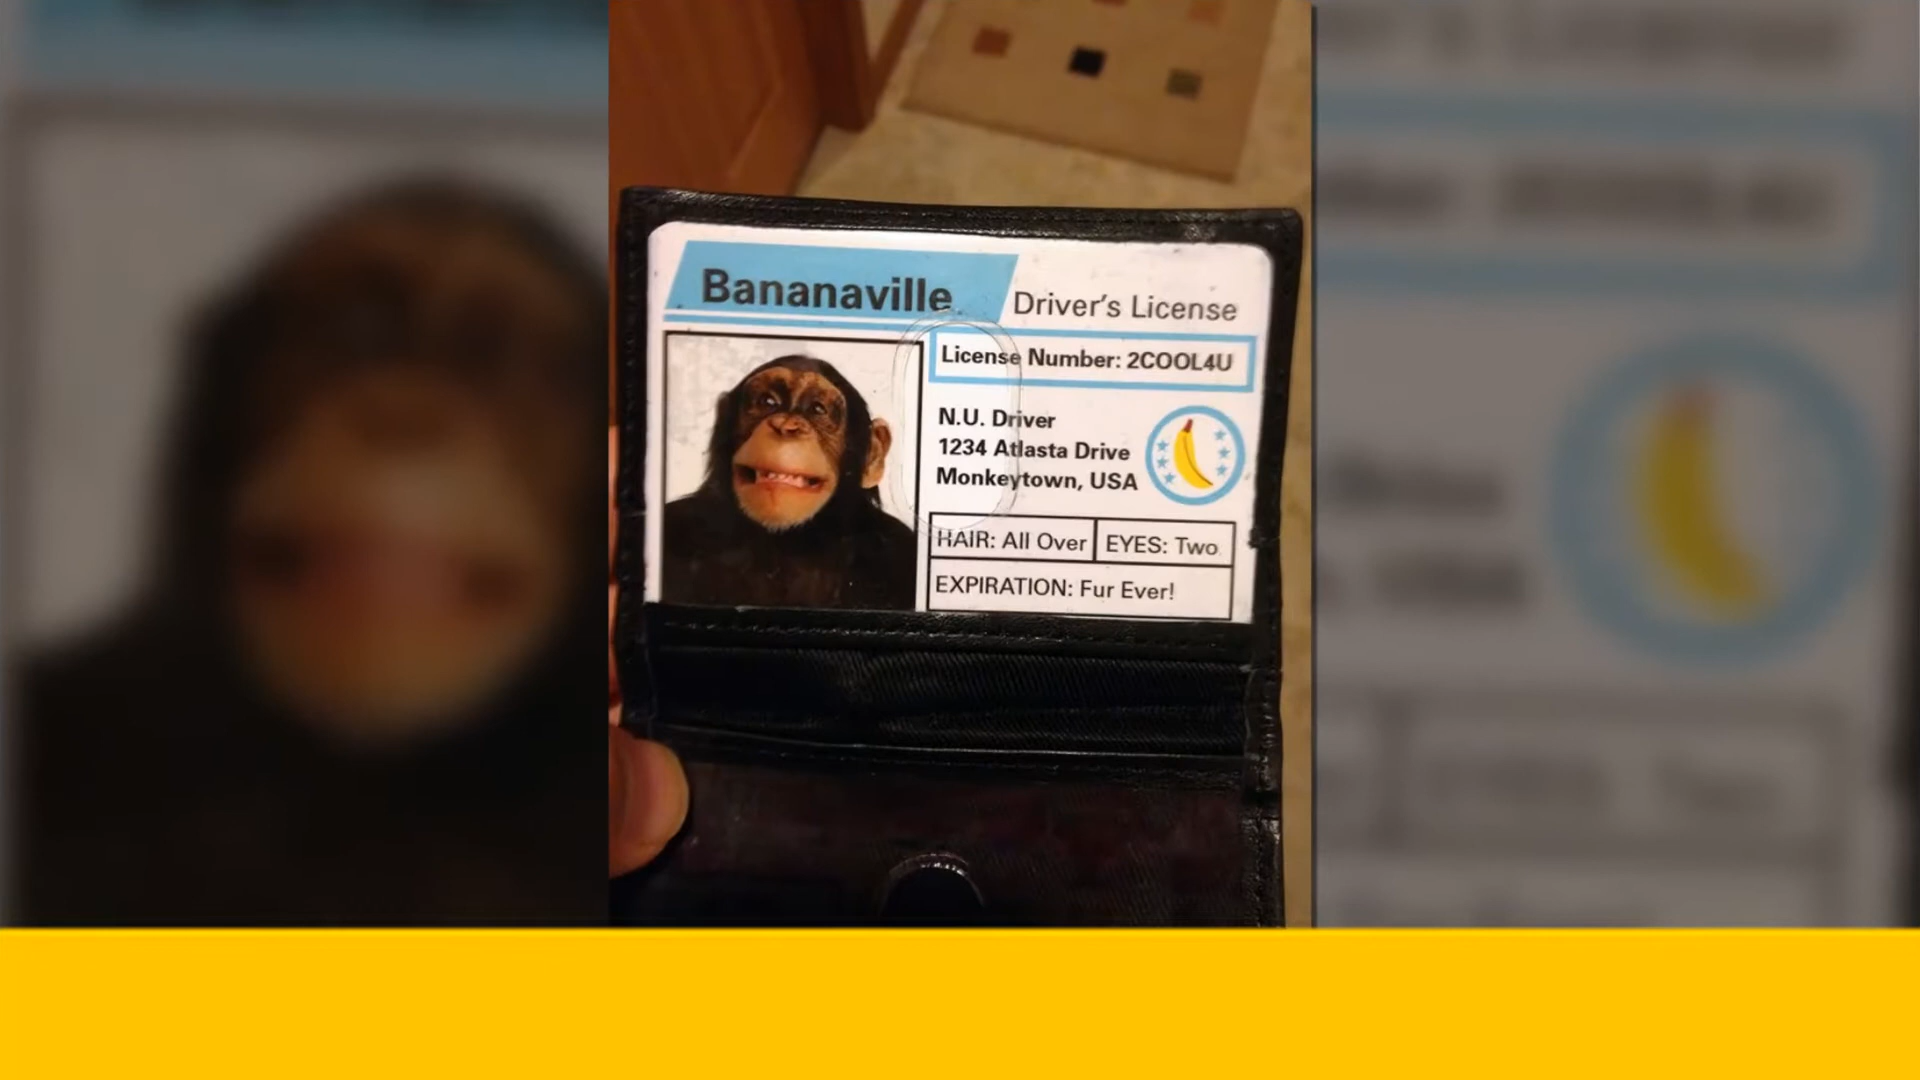 Bananaville
Driver's License
License Number: 2COOL4U
N.U. Driver
1234 Atlasta Drive
Monkeytown, USA
HAIR: All Over
EYES: Two
EXPIRATION: Fur Ever!